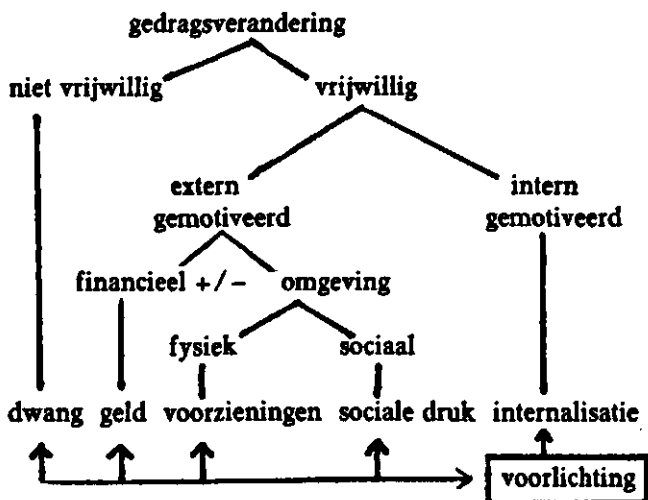 gedragsverandering
niet vrijwillig vrijwillig
extern intern
gemotiveerd gemotiveerd
financieel +/- omgeving
fysiek sociaal
dwang geld voorzieningen sociale druk internalisatie
voorlichting